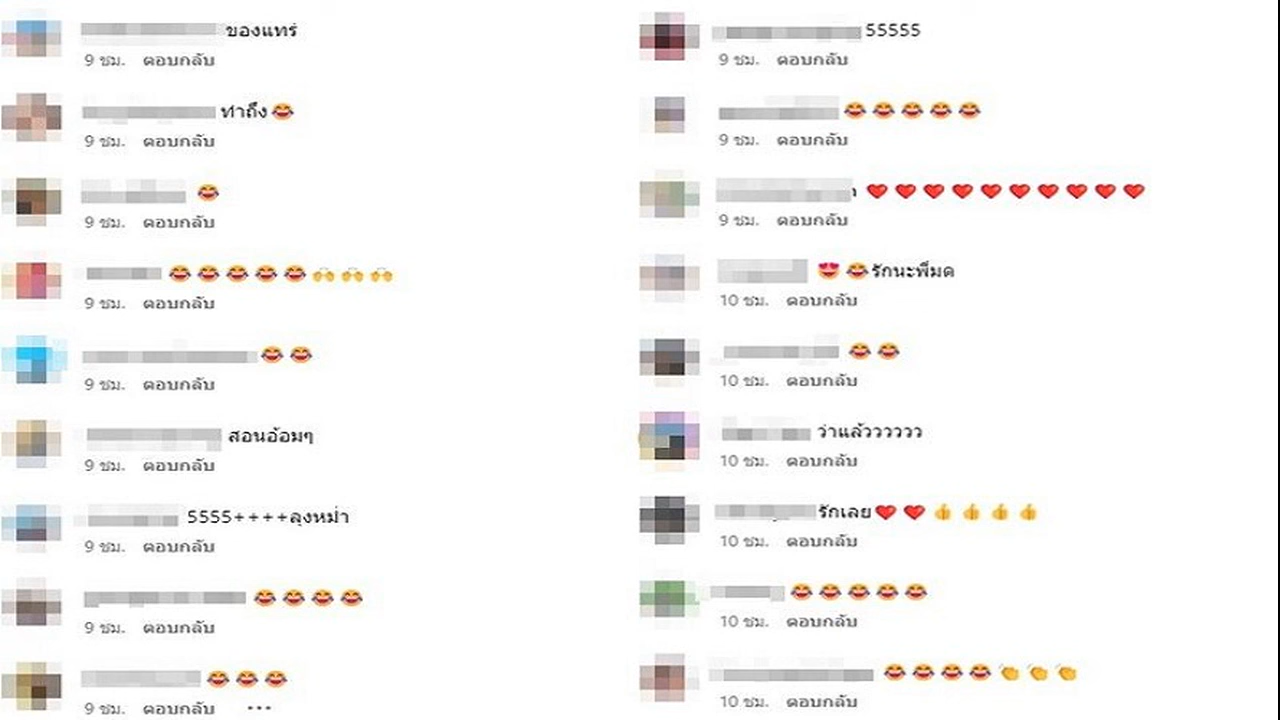 ของแทร่
9 ชม. ตอบกลับ
ท่าถึง😂
9 ชม. ตอบกลับ
😂
9 ชม. ตอบกลับ
😂😂😂😂😂🙌🙌🙌
9 ชม. ตอบกลับ
😂😂
9 ชม. ตอบกลับ
สอนอ้อมๆ
9 ชม. ตอบกลับ
5555++++ลุงหม่ำ
9 ชม. ตอบกลับ
😂😂😂😂
9 ชม. ตอบกลับ
😂😂😂
9 ชม. ตอบกลับ ...
55555
9 ชม. ตอบกลับ
😂😂😂😂😂
9 ชม. ตอบกลับ
❤❤❤❤❤❤❤❤❤❤
9 ชม. ตอบกลับ
😍😂รักนะพี่มด
10 ชม. ตอบกลับ
😂😂
10 ชม. ตอบกลับ
ว่าแล้วววววว
10 ชม. ตอบกลับ
รักเลย❤❤👍👍👍👍
10 ชม. ตอบกลับ
😂😂😂😂😂
10 ชม. ตอบกลับ
😂😂😂😂👏👏👏
10 ชม. ตอบกลับ